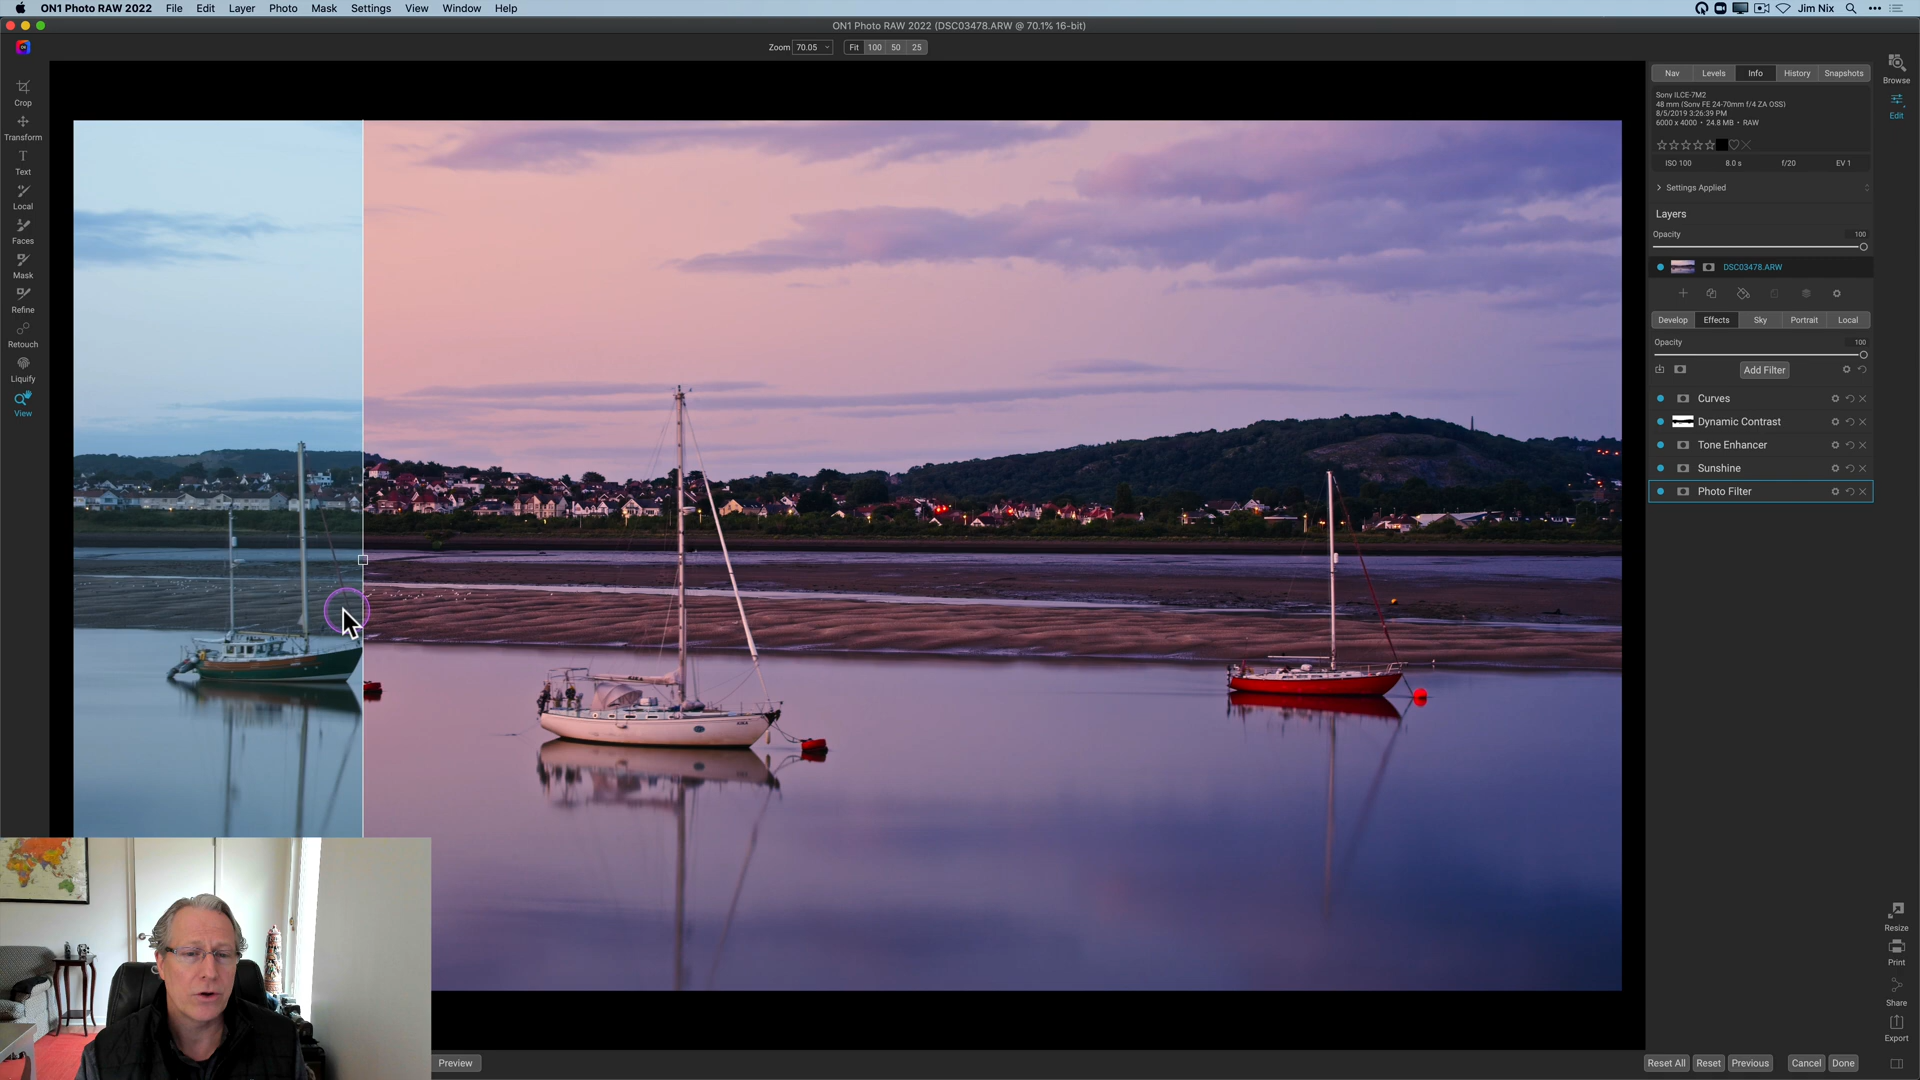 ON1 Photo RAW 2022 File Edit Layer Photo Mask Settings View Window Help Jim Nix
ON1 Photo RAW 2022 (DSC03478.ARW @ 70.1% 16-bit)
Zoom 70.05 Fit 100 50 25
Crop
Transform
Text
Local
Faces
Mask
Refine
Retouch
Liquify
View
Nav Levels Info History Snapshots
Sony ILCE-7M2
48 mm (Sony FE 24-70mm f/4 ZA OSS)
8/5/2019 3:26:39 PM
6000 x 4000 • 24.8 MB • RAW
ISO 100 8.0 s f/20 EV 1
Settings Applied
Layers
Opacity 100
DSC03478.ARW
Develop Effects Sky Portrait Local
Opacity 100
Add Filter
Curves
Dynamic Contrast
Tone Enhancer
Sunshine
Photo Filter
Browse
Edit
Resize
Print
Share
Export
Preview
Reset All Reset Previous Cancel Done